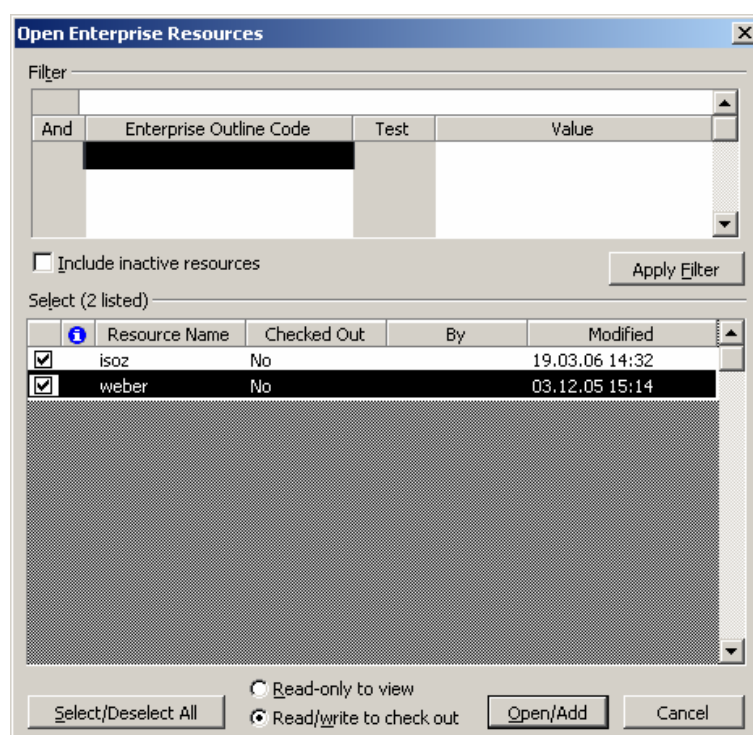 Open Enterprise Resources
Filter
And Enterprise Outline Code Test Value
Include inactive resources
Apply Filter
Select (2 listed)
Resource Name Checked Out By Modified
isoz No 19.03.06 14:32
weber No 03.12.05 15:14
Read-only to view
Select/Deselect All Read/write to check out Open/Add Cancel